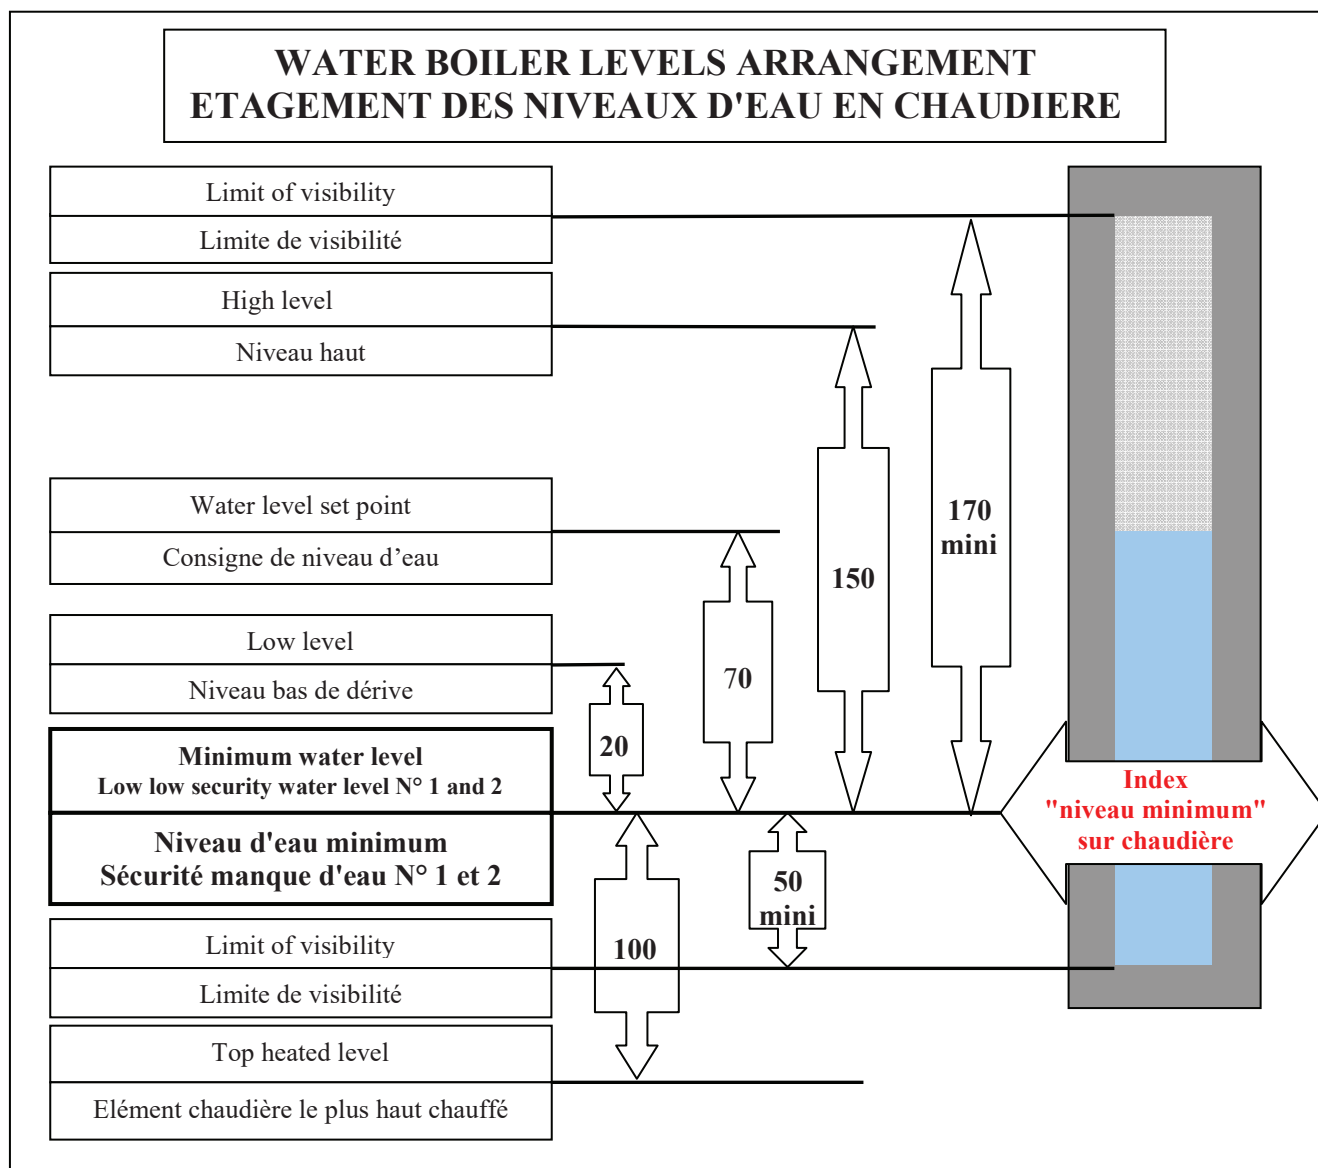 WATER BOILER LEVELS ARRANGEMENT
ETAGEMENT DES NIVEAUX D'EAU EN CHAUDIERE
Limit of visibility
Limite de visibilité
High level
Niveau haut
Water level set point
Consigne de niveau d’eau
Low level
Niveau bas de dérive
Minimum water level
Low low security water level N° 1 and 2
Niveau d'eau minimum
Sécurité manque d'eau N° 1 et 2
Limit of visibility
Limite de visibilité
Top heated level
Elément chaudière le plus haut chauffé
20
100
70
50
mini
150
170
mini
Index
"niveau minimum"
sur chaudière